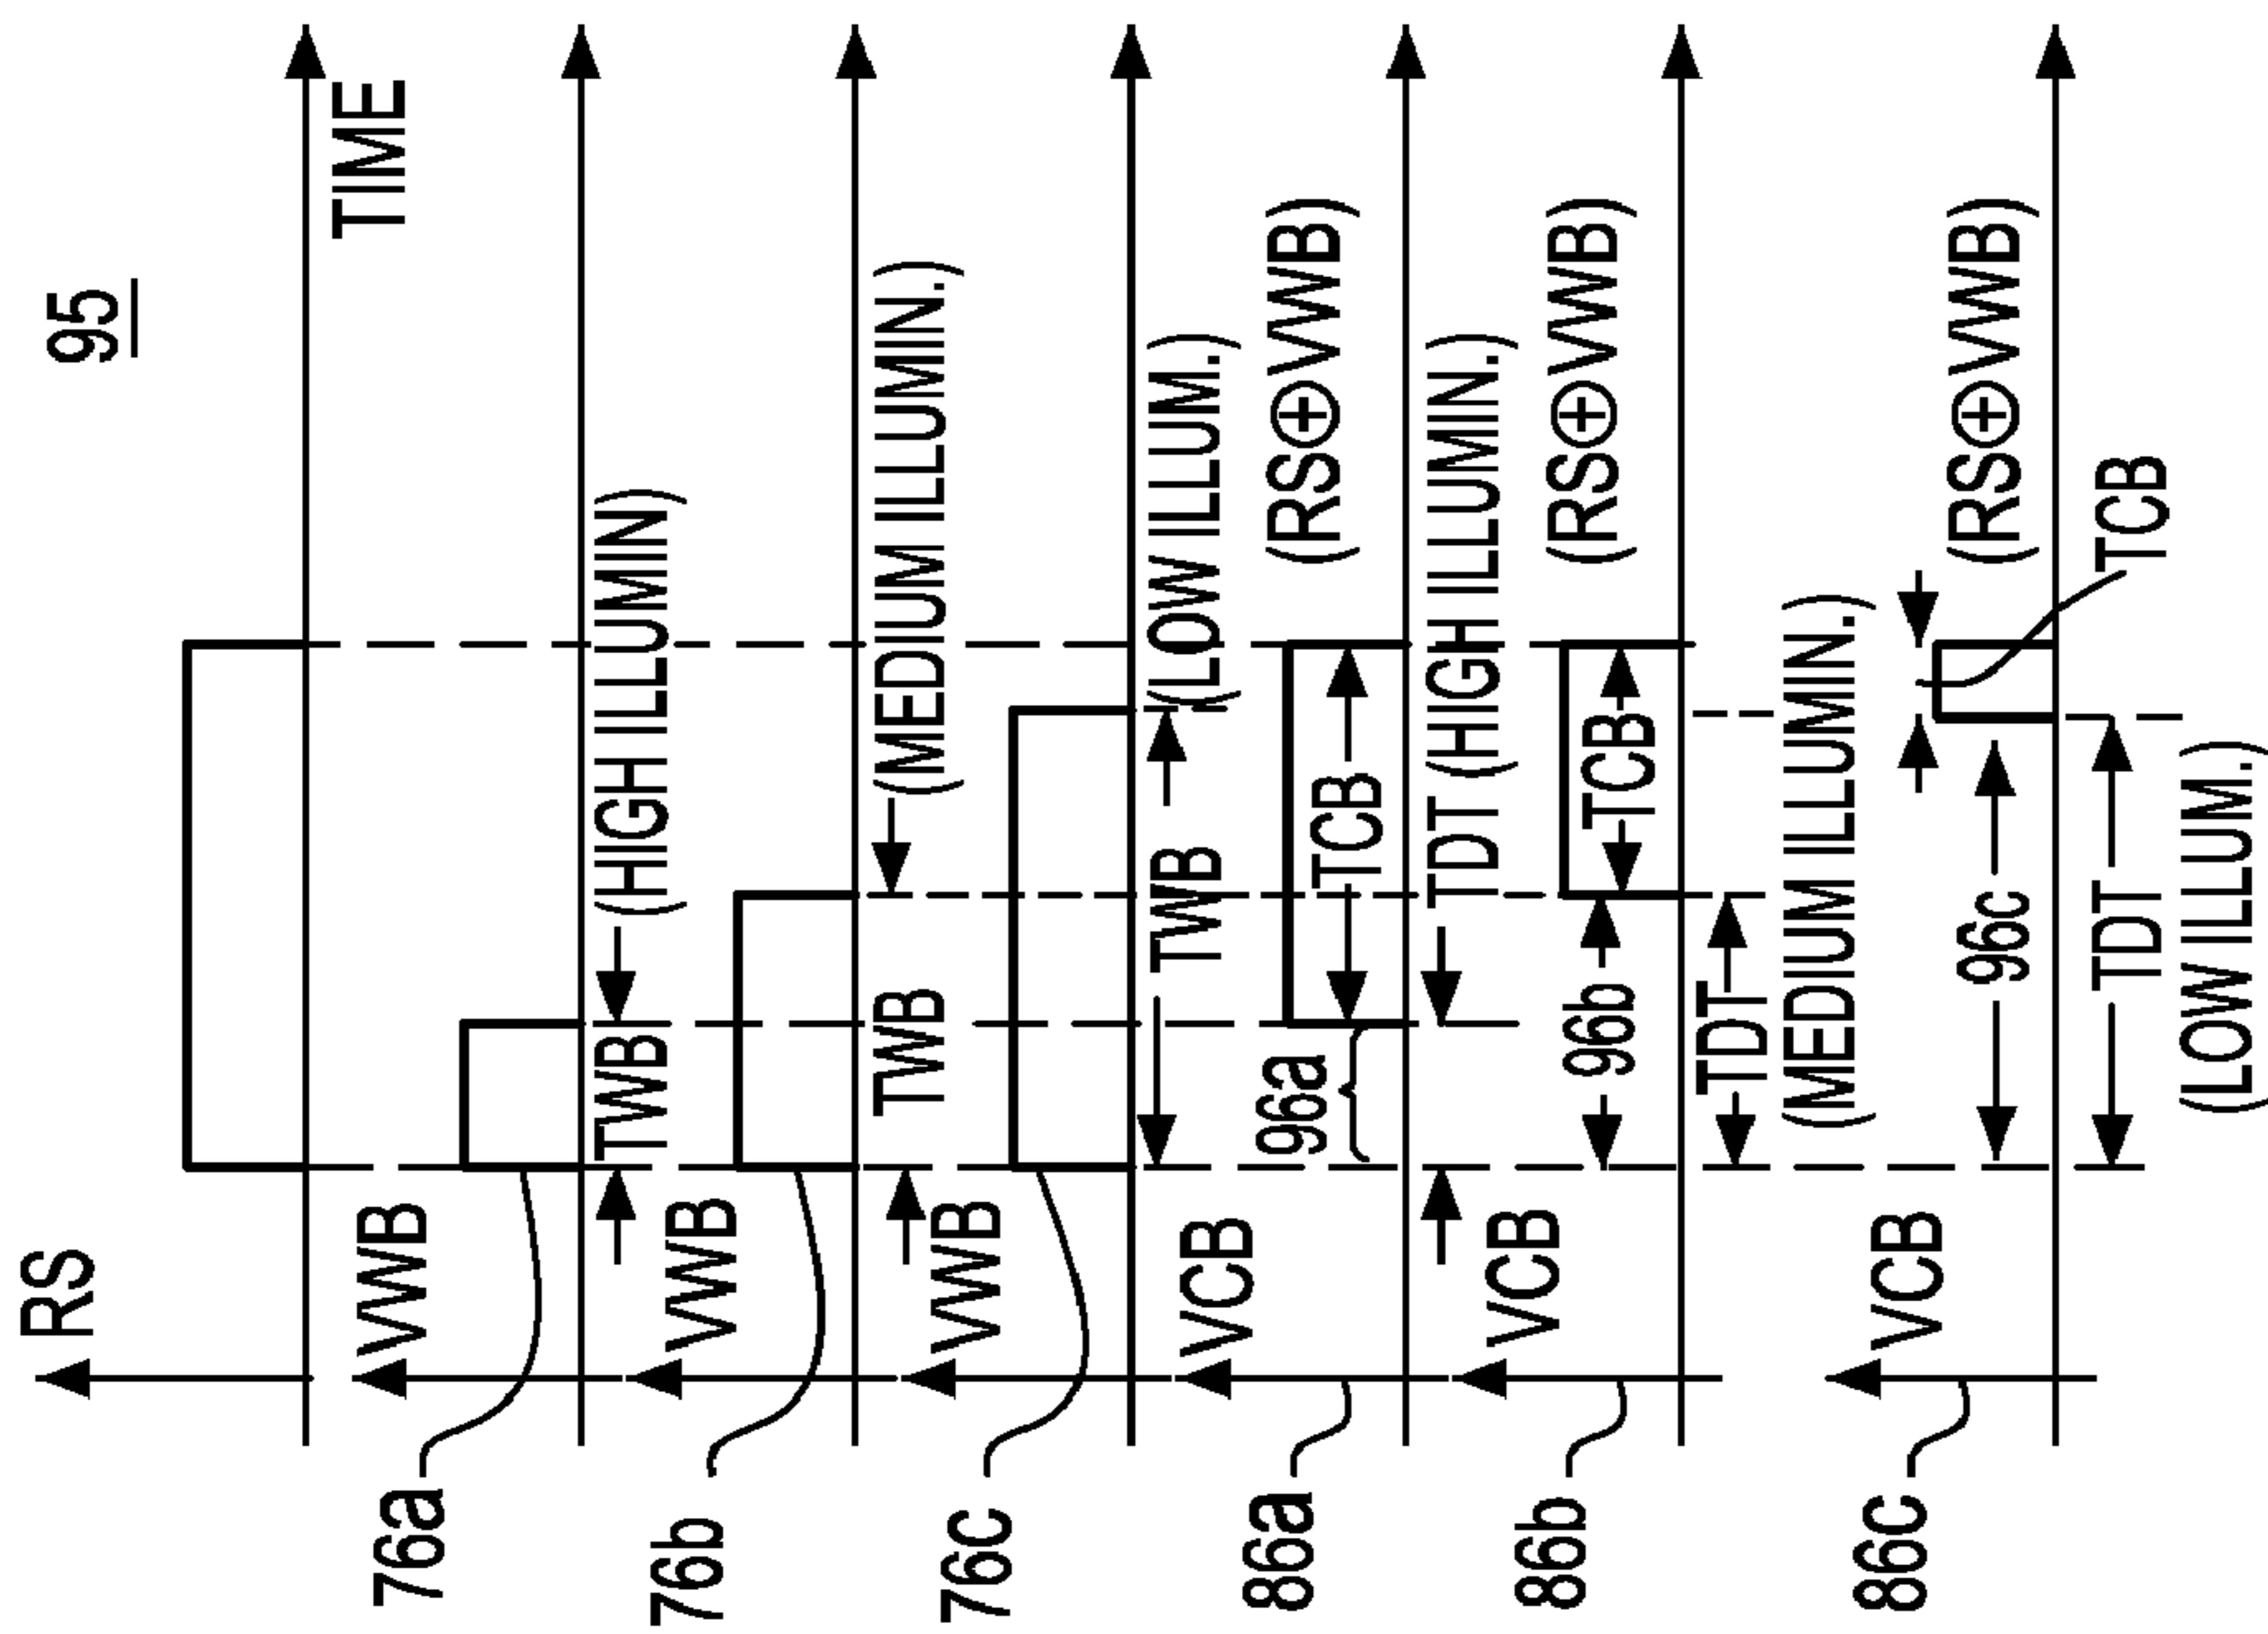 95
RS
TIME
VWB
76a
TWB
(HIGH ILLUMIN)
VWB
76b
TWB
(MEDIUM ILLUMIN.)
VWB
76c
TWB
(LOW ILLUM.)
VCB
86a
96a
TCB
(RS⊕VWB)
TDT (HIGH ILLUMIN.)
VCB
86b
96b
TCB
(RS⊕VWB)
TDT
(MEDIUM ILLUMIN.)
VCB
86c
96c
(RS⊕VWB)
TCB
TDT
(LOW ILLUM.)